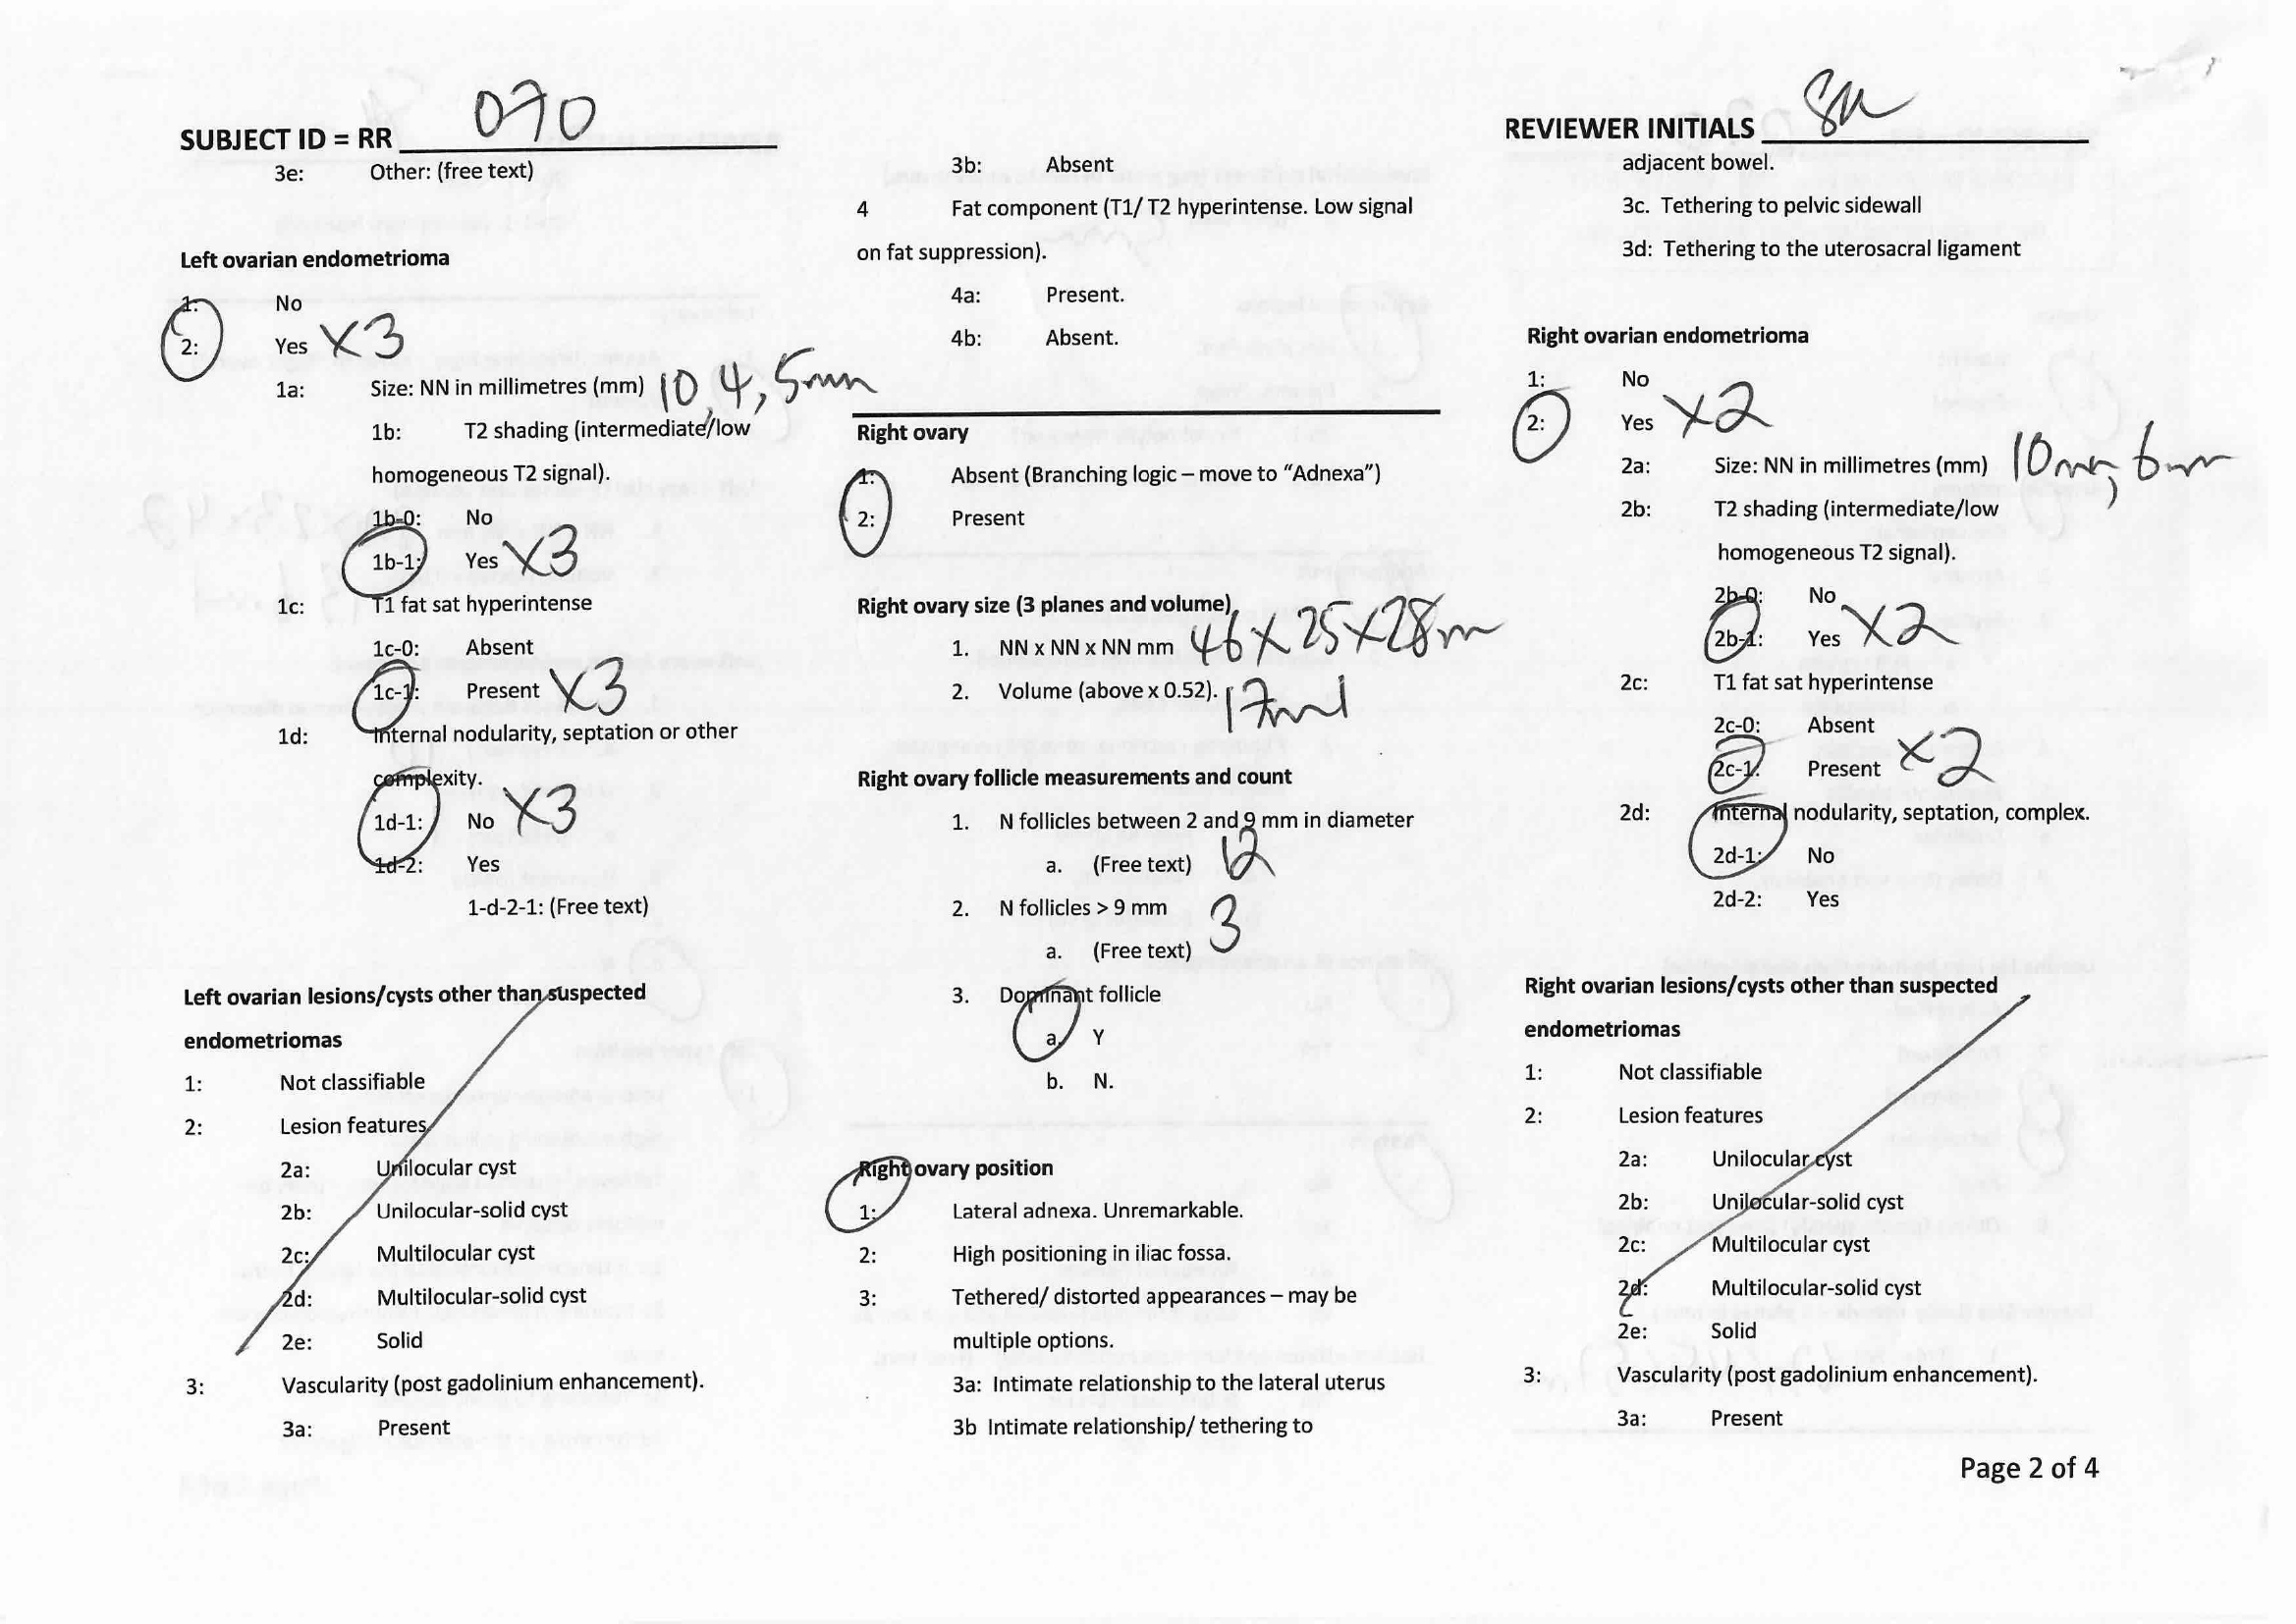 SUBJECT ID = RR 070
3e: Other: (free text)
Left ovarian endometrioma
1: No
2: Yes X3
1a: Size: NN in millimetres (mm) 10, 4, 5mm
1b: T2 shading (intermediate/low
homogeneous T2 signal).
1b-0: No
1b-1: Yes X3
1c: T1 fat sat hyperintense
1c-0: Absent
1c-1: Present X3
1d: Internal nodularity, septation or other
complexity.
1d-1: No X3
1d-2: Yes
1-d-2-1: (Free text)
Left ovarian lesions/cysts other than suspected
endometriomas
1: Not classifiable
2: Lesion features
2a: Unilocular cyst
2b: Unilocular-solid cyst
2c: Multilocular cyst
2d: Multilocular-solid cyst
2e: Solid
3: Vascularity (post gadolinium enhancement).
3a: Present
3b: Absent
4 Fat component (T1/ T2 hyperintense. Low signal
on fat suppression).
4a: Present.
4b: Absent.
Right ovary
1: Absent (Branching logic – move to “Adnexa”)
2: Present
Right ovary size (3 planes and volume)
1. NN x NN x NN mm 46 X 25 X 28m
2. Volume (above x 0.52). 17ml
Right ovary follicle measurements and count
1. N follicles between 2 and 9 mm in diameter
a. (Free text) 12
2. N follicles > 9 mm
a. (Free text) 3
3. Dominant follicle
a. Y
b. N.
Right ovary position
1: Lateral adnexa. Unremarkable.
2: High positioning in iliac fossa.
3: Tethered/ distorted appearances – may be
multiple options.
3a: Intimate relationship to the lateral uterus
3b Intimate relationship/ tethering to
REVIEWER INITIALS
adjacent bowel.
3c. Tethering to pelvic sidewall
3d: Tethering to the uterosacral ligament
Right ovarian endometrioma
1: No
2: Yes X2
2a: Size: NN in millimetres (mm) 10mm, 6mm
2b: T2 shading (intermediate/low
homogeneous T2 signal).
2b-0: No
2b-1: Yes X2
2c: T1 fat sat hyperintense
2c-0: Absent
2c-1: Present X2
2d: Internal nodularity, septation, complex.
2d-1: No
2d-2: Yes
Right ovarian lesions/cysts other than suspected
endometriomas
1: Not classifiable
2: Lesion features
2a: Unilocular cyst
2b: Unilocular-solid cyst
2c: Multilocular cyst
2d: Multilocular-solid cyst
2e: Solid
3: Vascularity (post gadolinium enhancement).
3a: Present
Page 2 of 4